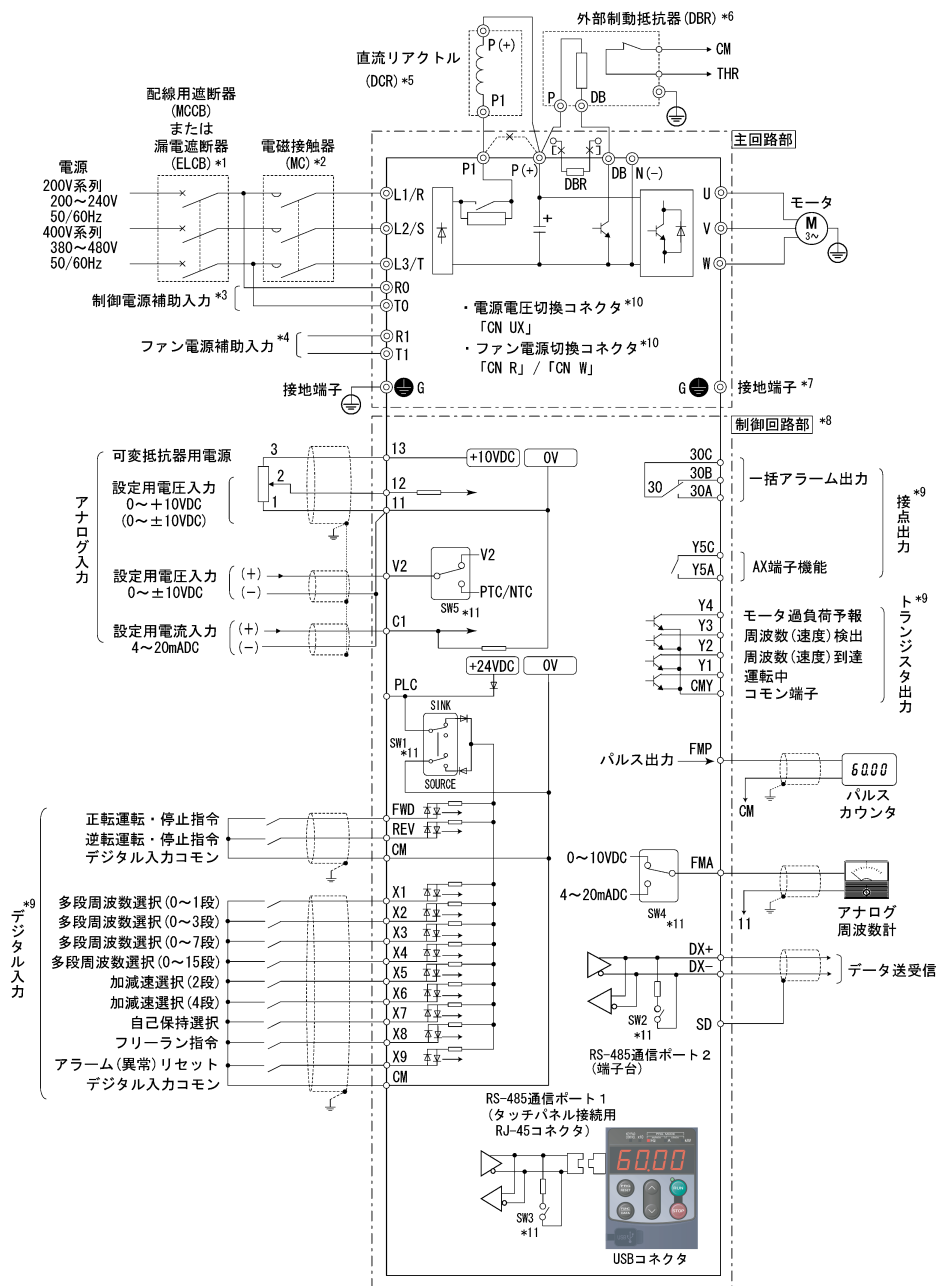 外部制動抵抗器(DBR) *6
P(+)
直流リアクトル
(DCR) *5
CM
THR
P1
P
DB
配線用遮断器
(MCCB)
または
漏電遮断器
(ELCB) *1
電磁接触器
(MC) *2
主回路部
電源
200V系列
200～240V
50/60Hz
400V系列
380～480V
50/60Hz
P1
P(+)
DBR
DB
N(-)
L1/R
L2/S
L3/T
R0
T0
R1
T1
U
V
W
モータ
M
3～
制御電源補助入力 *3
ファン電源補助入力 *4
・電源電圧切換コネクタ*10
「CN UX」
・ファン電源切換コネクタ*10
「CN R」/「CN W」
接地端子
G
G
接地端子 *7
制御回路部 *8
アナログ入力
可変抵抗器用電源
3
2
1
13
12
11
+10VDC
0V
設定用電圧入力
0～+10VDC
(0～±10VDC)
設定用電圧入力
0～±10VDC
(+)
(-)
V2
V2
PTC/NTC
SW5 *11
設定用電流入力
4～20mADC
(+)
(-)
C1
+24VDC
0V
PLC
SINK
SW1
*11
SOURCE
30C
30B
30
30A
一括アラーム出力
Y5C
Y5A
AX端子機能
接点出力 *9
Y4
Y3
Y2
Y1
CMY
モータ過負荷予報
周波数(速度)検出
周波数(速度)到達
運転中
コモン端子
トランジスタ出力 *9
パルス出力
FMP
CM
60.00
パルス
カウンタ
デジタル入力 *9
正転運転・停止指令
逆転運転・停止指令
デジタル入力コモン
FWD
REV
CM
0～10VDC
4～20mADC
SW4
*11
FMA
11
アナログ
周波数計
多段周波数選択(0～1段)
多段周波数選択(0～3段)
多段周波数選択(0～7段)
多段周波数選択(0～15段)
加減速選択(2段)
加減速選択(4段)
自己保持選択
フリーラン指令
アラーム(異常)リセット
デジタル入力コモン
X1
X2
X3
X4
X5
X6
X7
X8
X9
CM
DX+
DX-
データ送受信
SW2
*11
SD
RS-485通信ポート2
(端子台)
RS-485通信ポート1
(タッチパネル接続用
RJ-45コネクタ)
SW3
*11
60.00
RUN
STOP
USBコネクタ